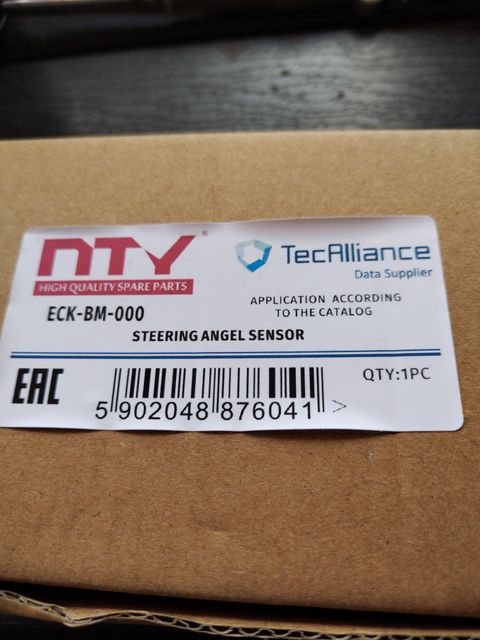 NTY®
HIGH QUALITY SPARE PARTS
TecAlliance
Data Supplier
ECK-BM-000
APPLICATION ACCORDING
TO THE CATALOG
STEERING ANGEL SENSOR
EAC
QTY:1PC
5 902048 876041 >